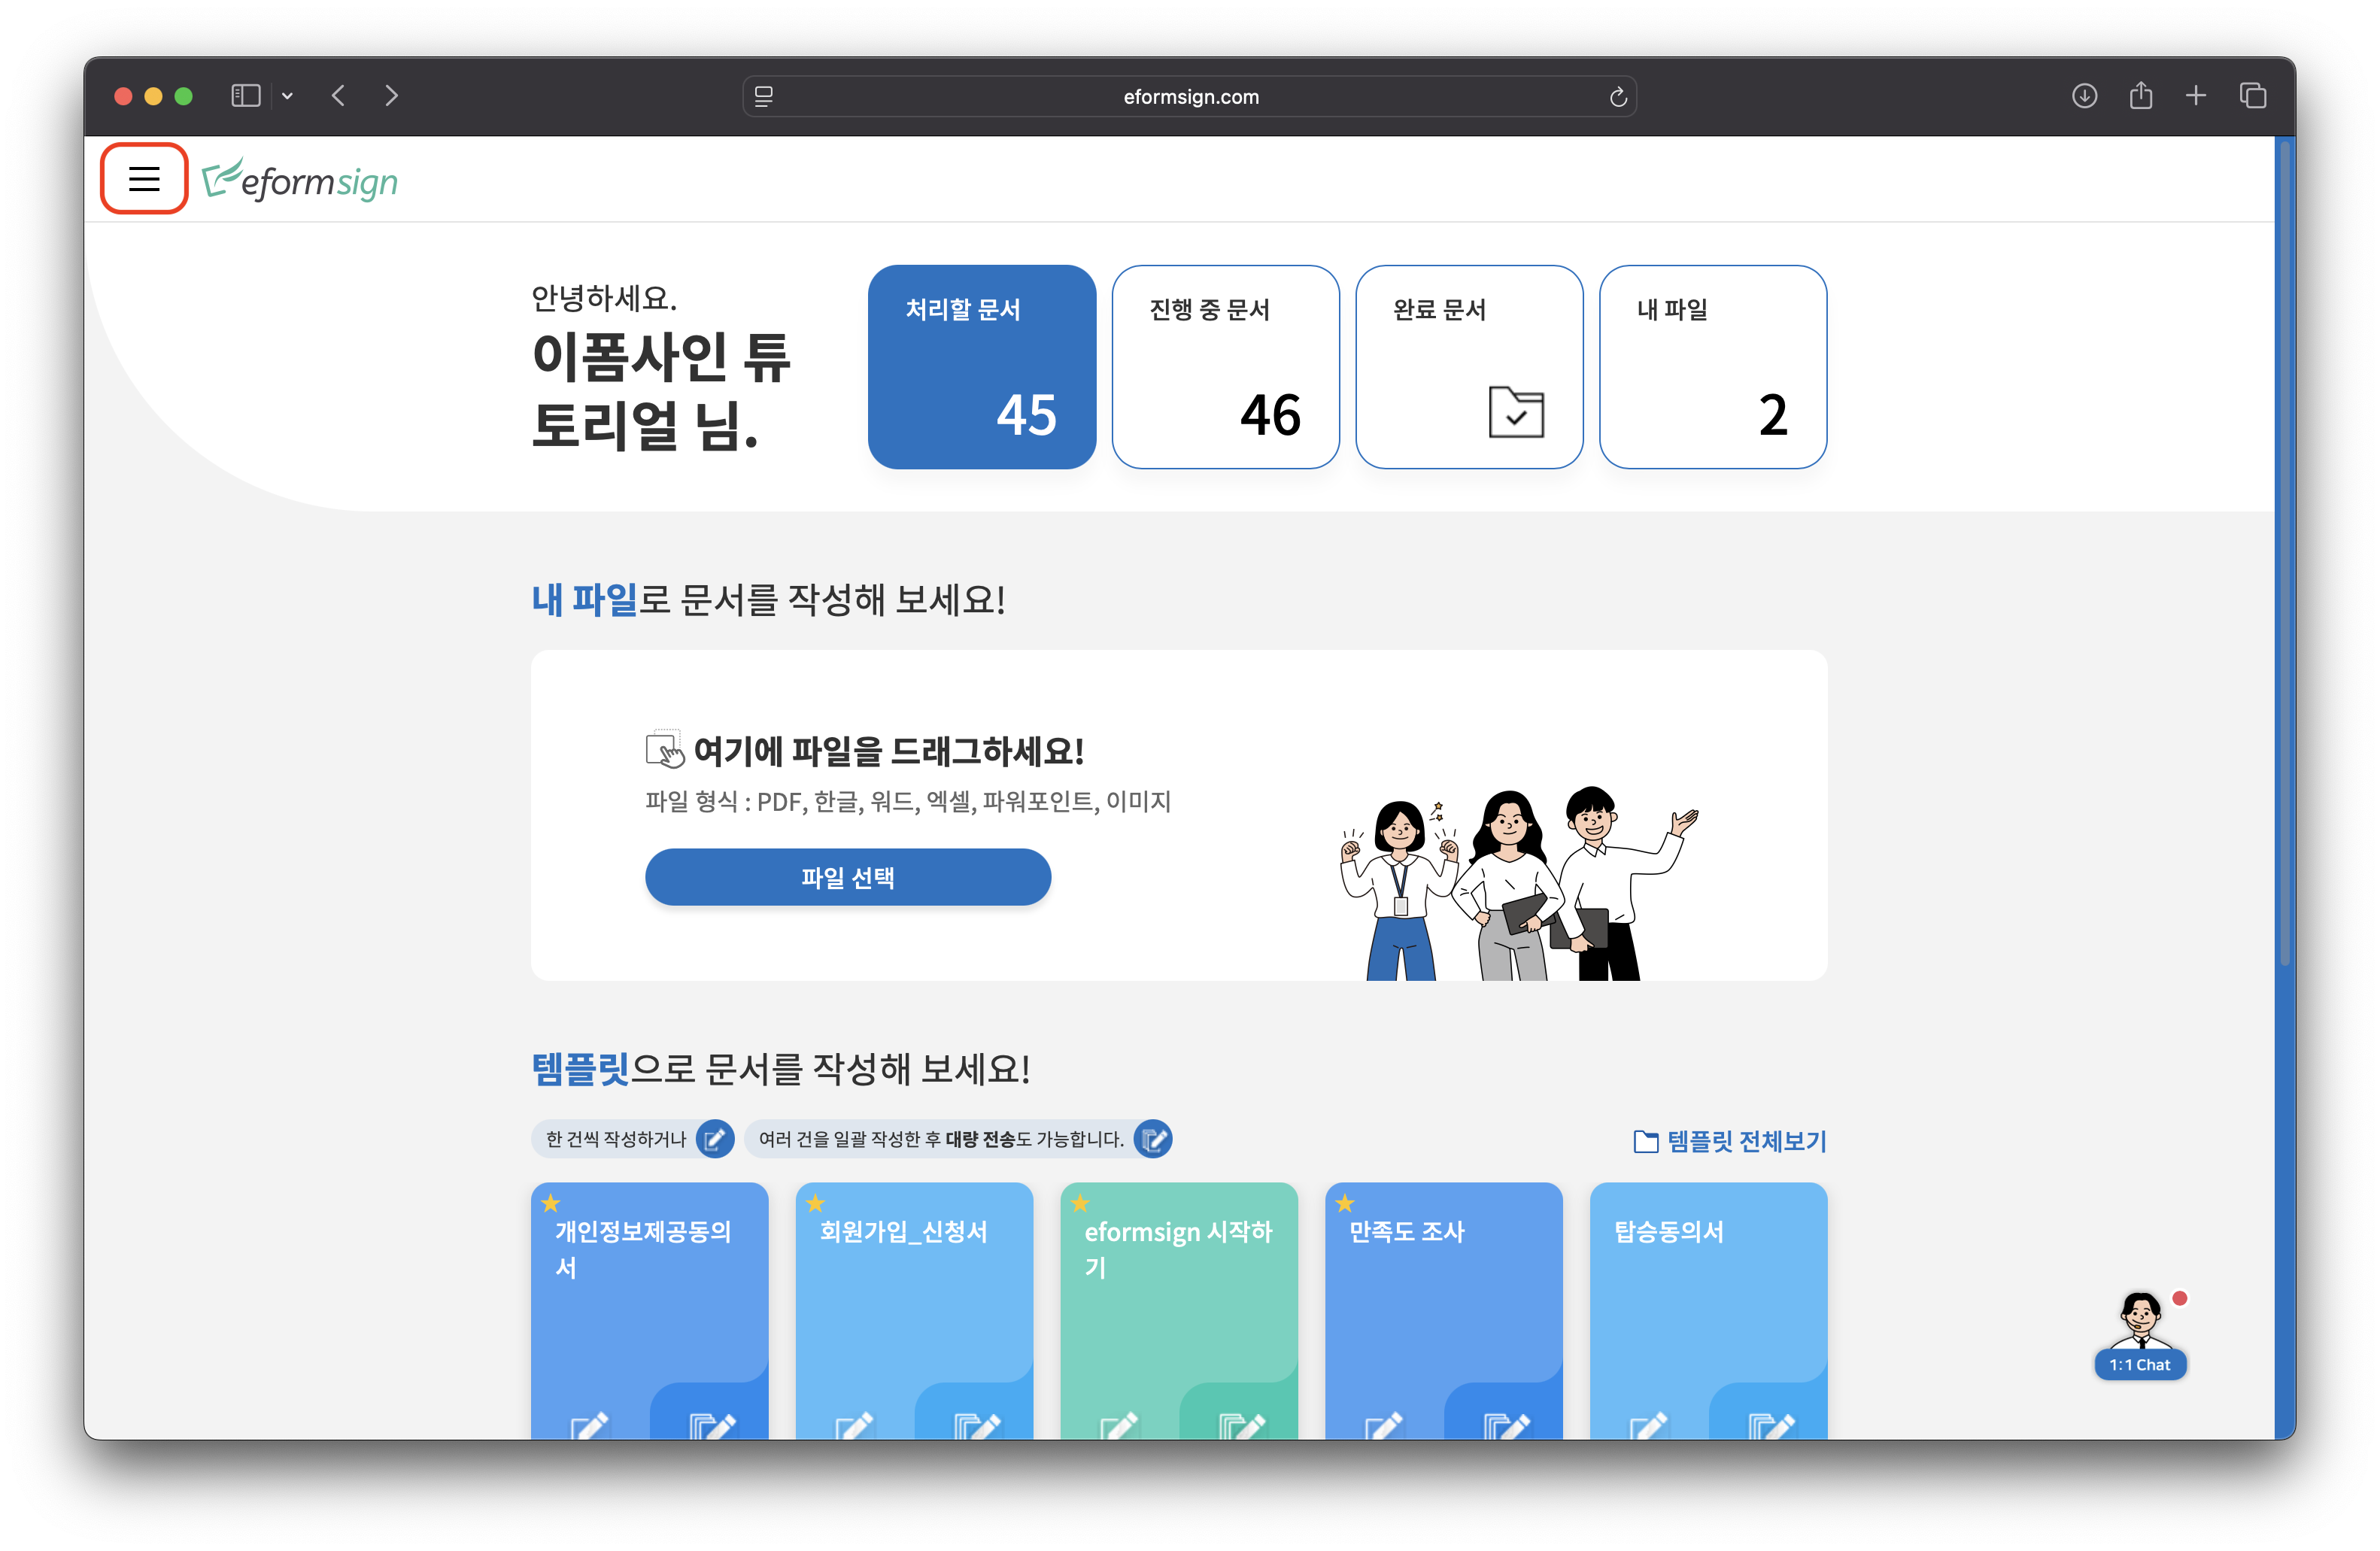 eformsign.com
eformsign
안녕하세요.
이폼사인 튜
토리얼 님.
처리할 문서
45
진행 중 문서
46
완료 문서
내 파일
2
내 파일로 문서를 작성해 보세요!
여기에 파일을 드래그하세요!
파일 형식 : PDF, 한글, 워드, 엑셀, 파워포인트, 이미지
파일 선택
템플릿으로 문서를 작성해 보세요!
한 건씩 작성하거나
여러 건을 일괄 작성한 후 대량 전송도 가능합니다.
템플릿 전체보기
개인정보제공동의
서
회원가입_신청서
eformsign 시작하
기
만족도 조사
탑승동의서
1:1 Chat